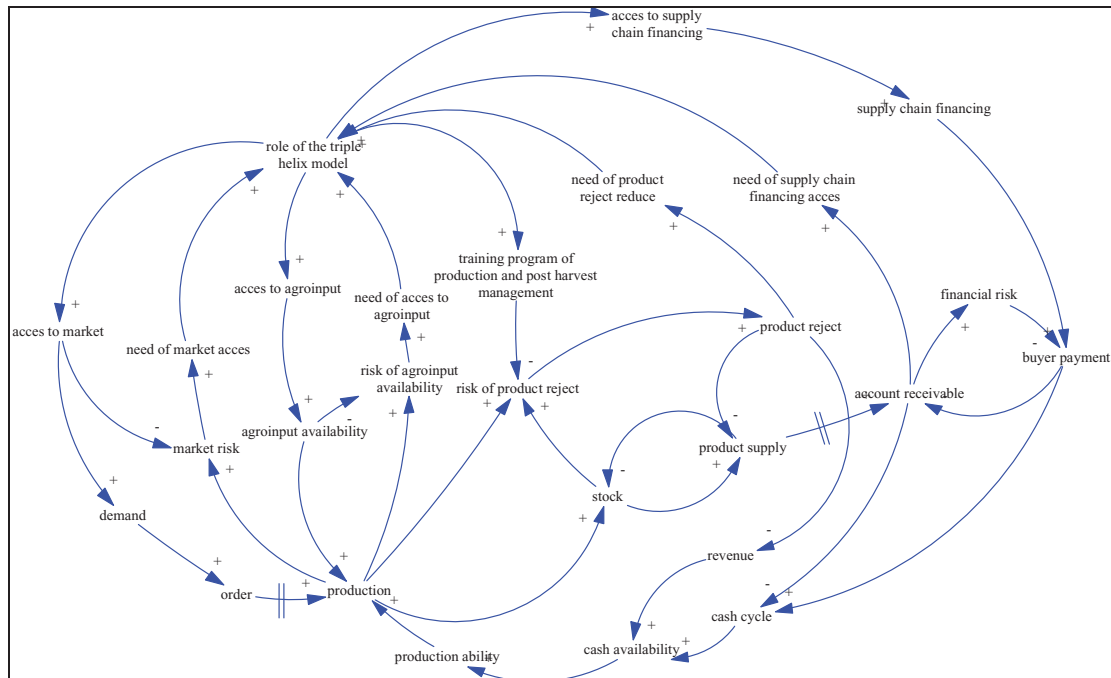 acces to supply
chain financing
supply chain financing
role of the triple
helix model
need of product
reject reduce
need of supply chain
financing acces
training program of
production and post harvest
management
acces to agroinput
need of acces to
agroinput
financial risk
acces to market
product reject
need of market acces
buyer payment
risk of agroinput
availability
risk of product reject
account receivable
agroinput availability
market risk
product supply
stock
demand
revenue
order
production
cash cycle
production ability
cash availability